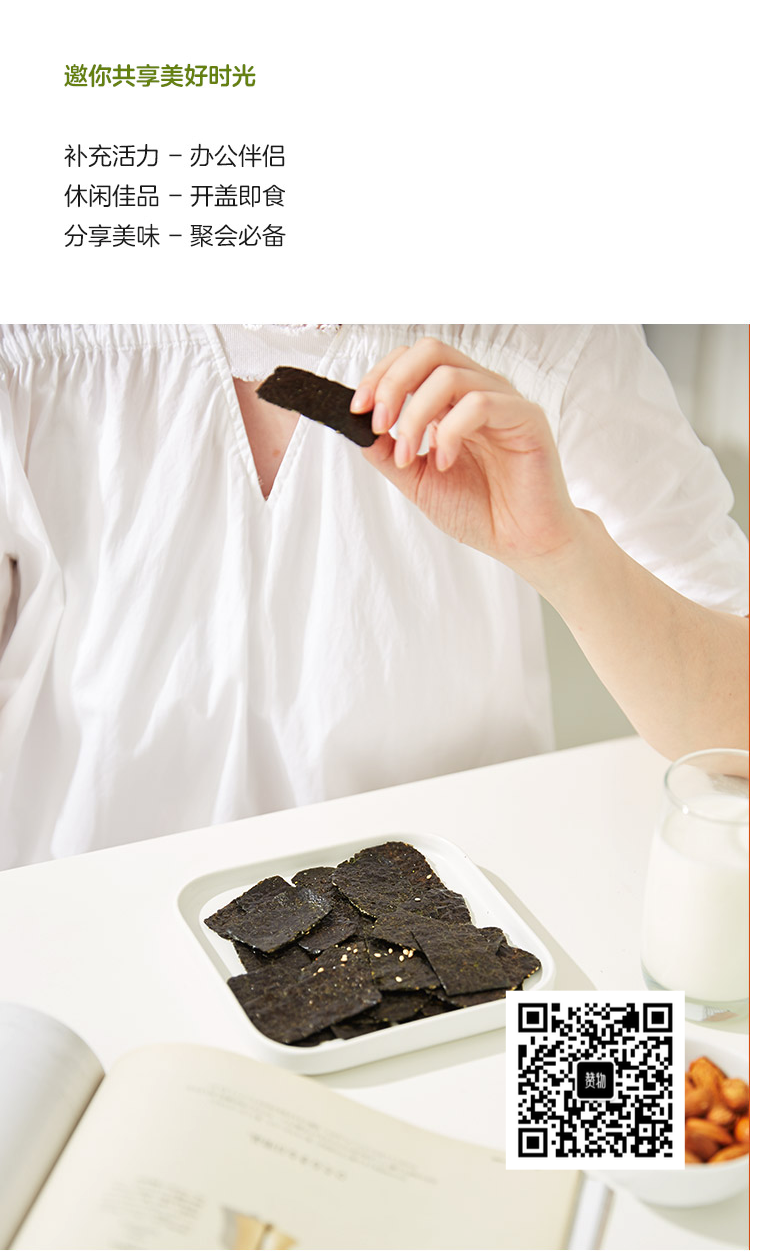 邀你共享美好时光
补充活力 – 办公伴侣
休闲佳品 – 开盖即食
分享美味 – 聚会必备
赞物